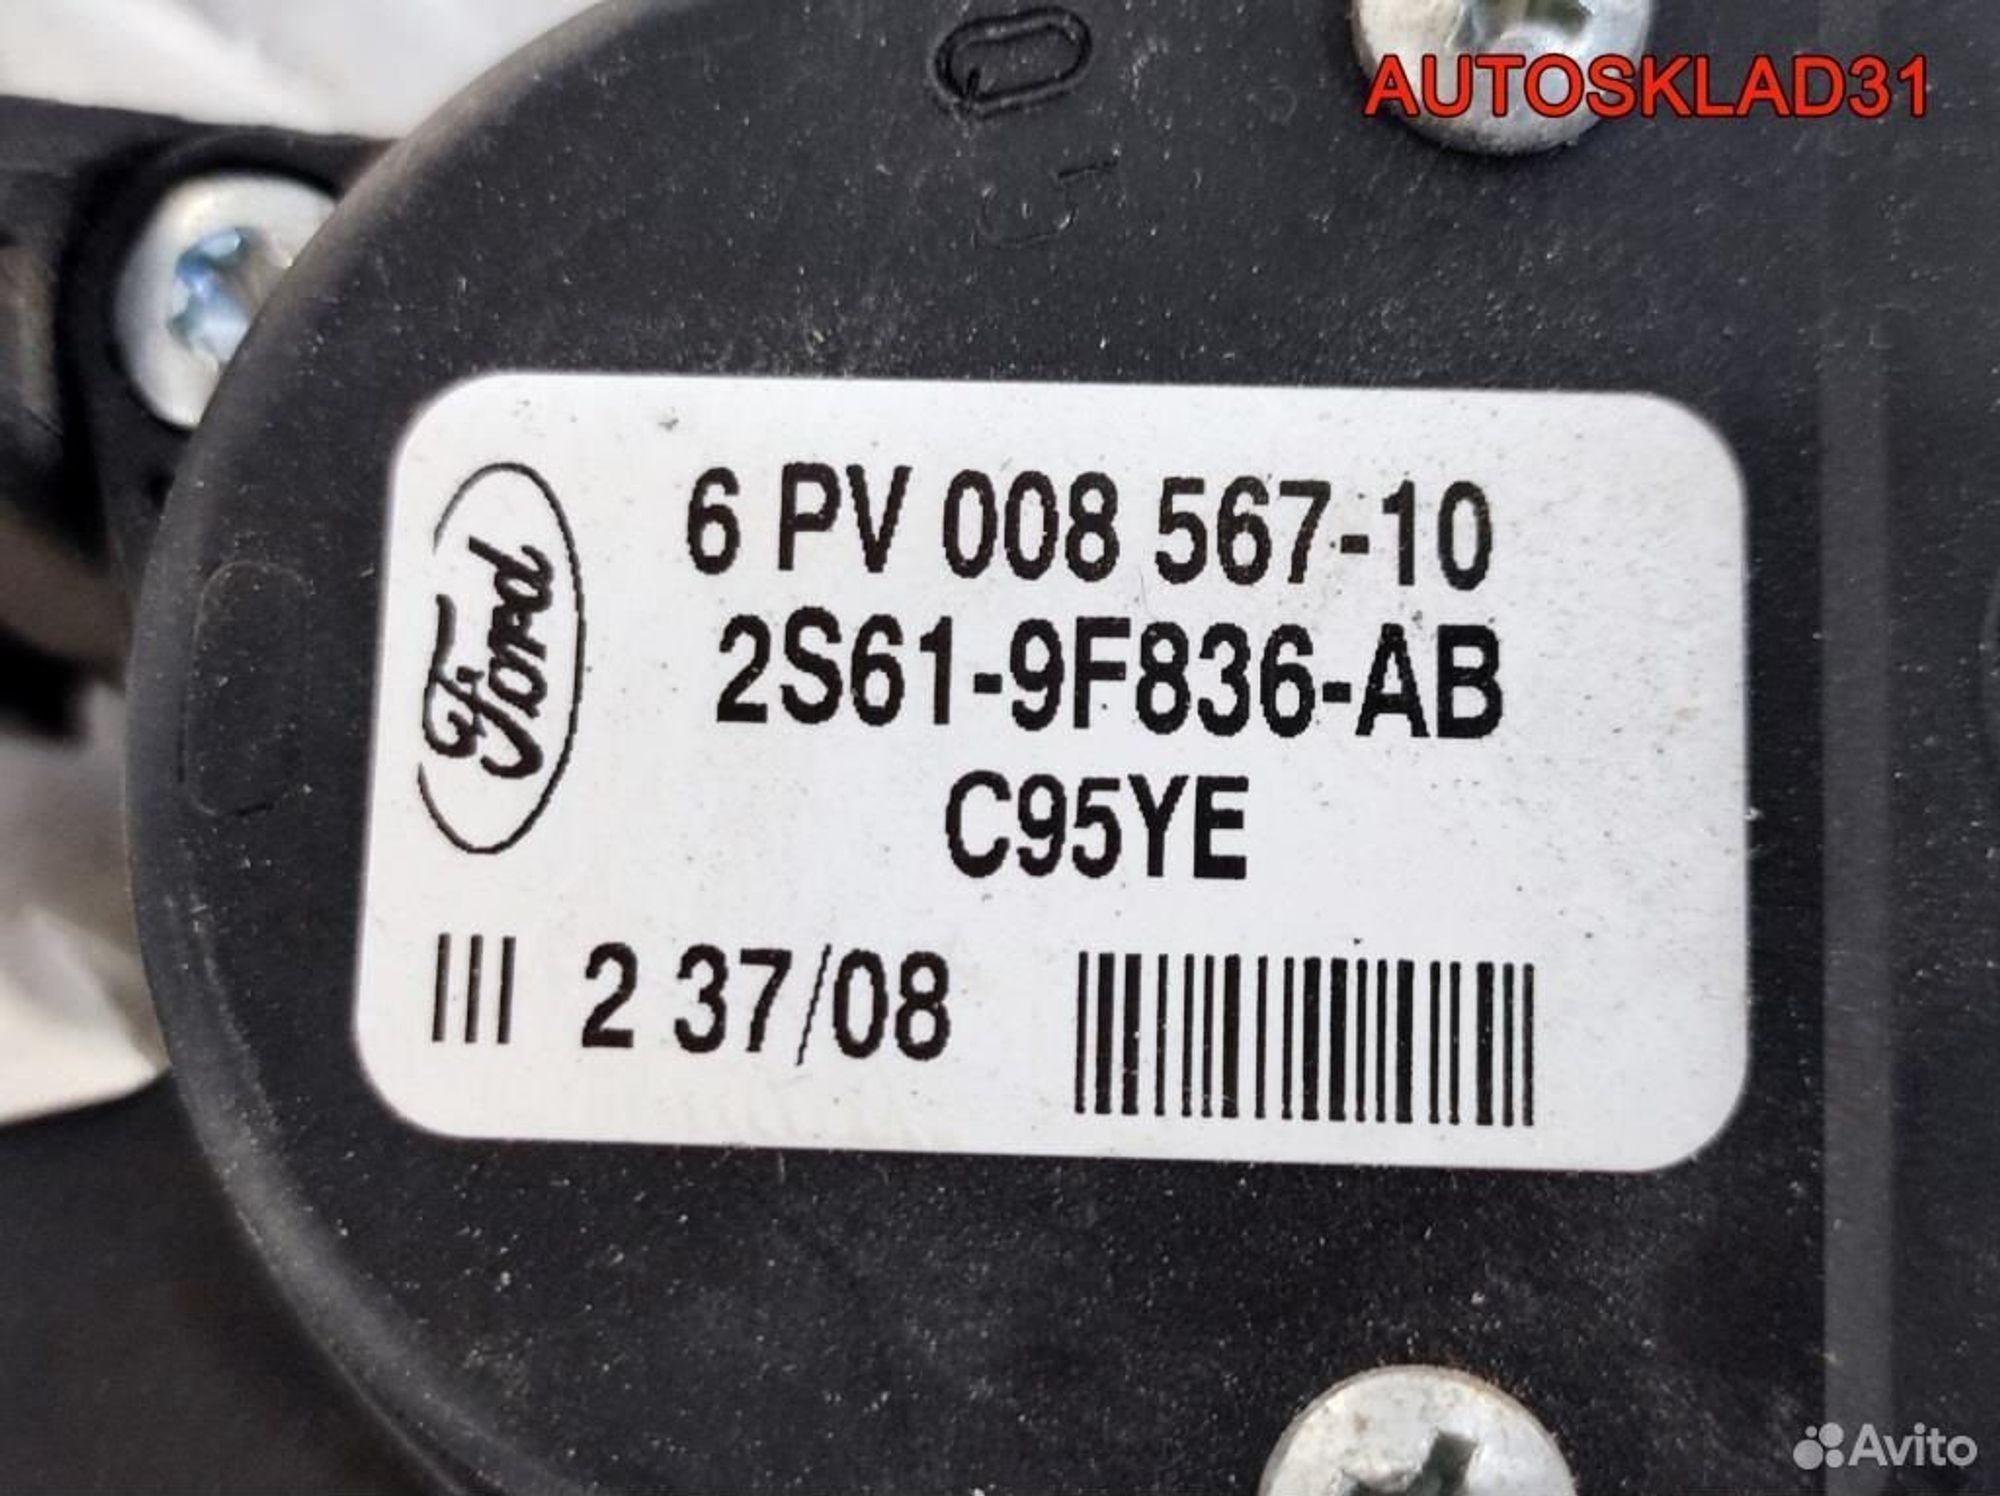 AUTOSKLAD31
Ford
6 PV 008 567-10
2S61-9F836-AB
C95YE
2 37/08
Avito